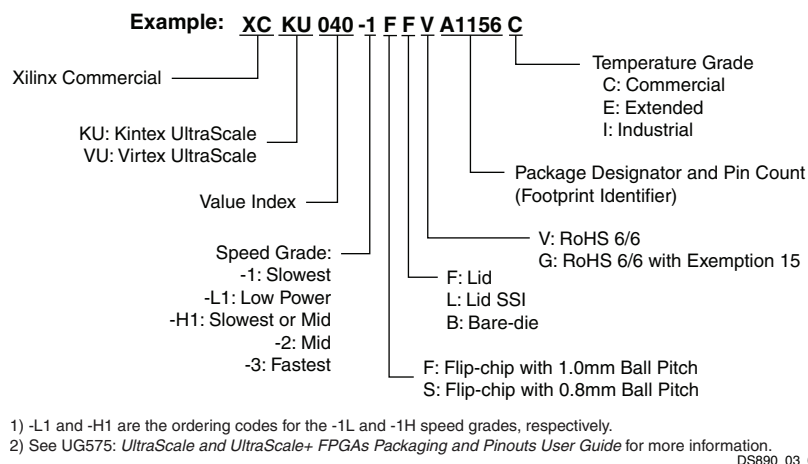 Example: XC KU 040 -1 F F V A1156 C
Xilinx Commercial
Temperature Grade
C: Commercial
E: Extended
I: Industrial
KU: Kintex UltraScale
VU: Virtex UltraScale
Package Designator and Pin Count
(Footprint Identifier)
Value Index
V: RoHS 6/6
G: RoHS 6/6 with Exemption 15
Speed Grade:
-1: Slowest
-L1: Low Power
-H1: Slowest or Mid
-2: Mid
-3: Fastest
F: Lid
L: Lid SSI
B: Bare-die
F: Flip-chip with 1.0mm Ball Pitch
S: Flip-chip with 0.8mm Ball Pitch
1) -L1 and -H1 are the ordering codes for the -1L and -1H speed grades, respectively.
2) See UG575: UltraScale and UltraScale+ FPGAs Packaging and Pinouts User Guide for more information.